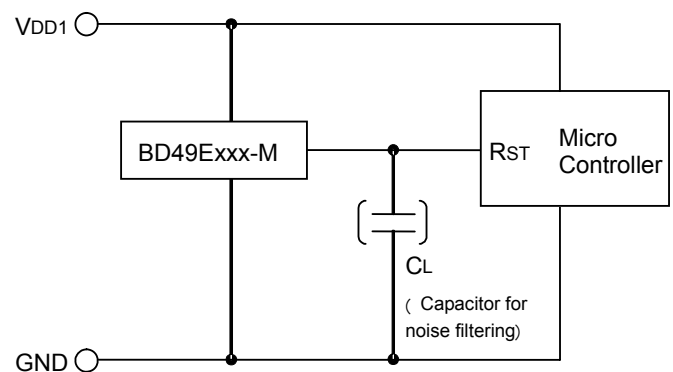 VDD1
BD49Exxx-M
RST
Micro
Controller
CL
( Capacitor for
noise filtering)
GND